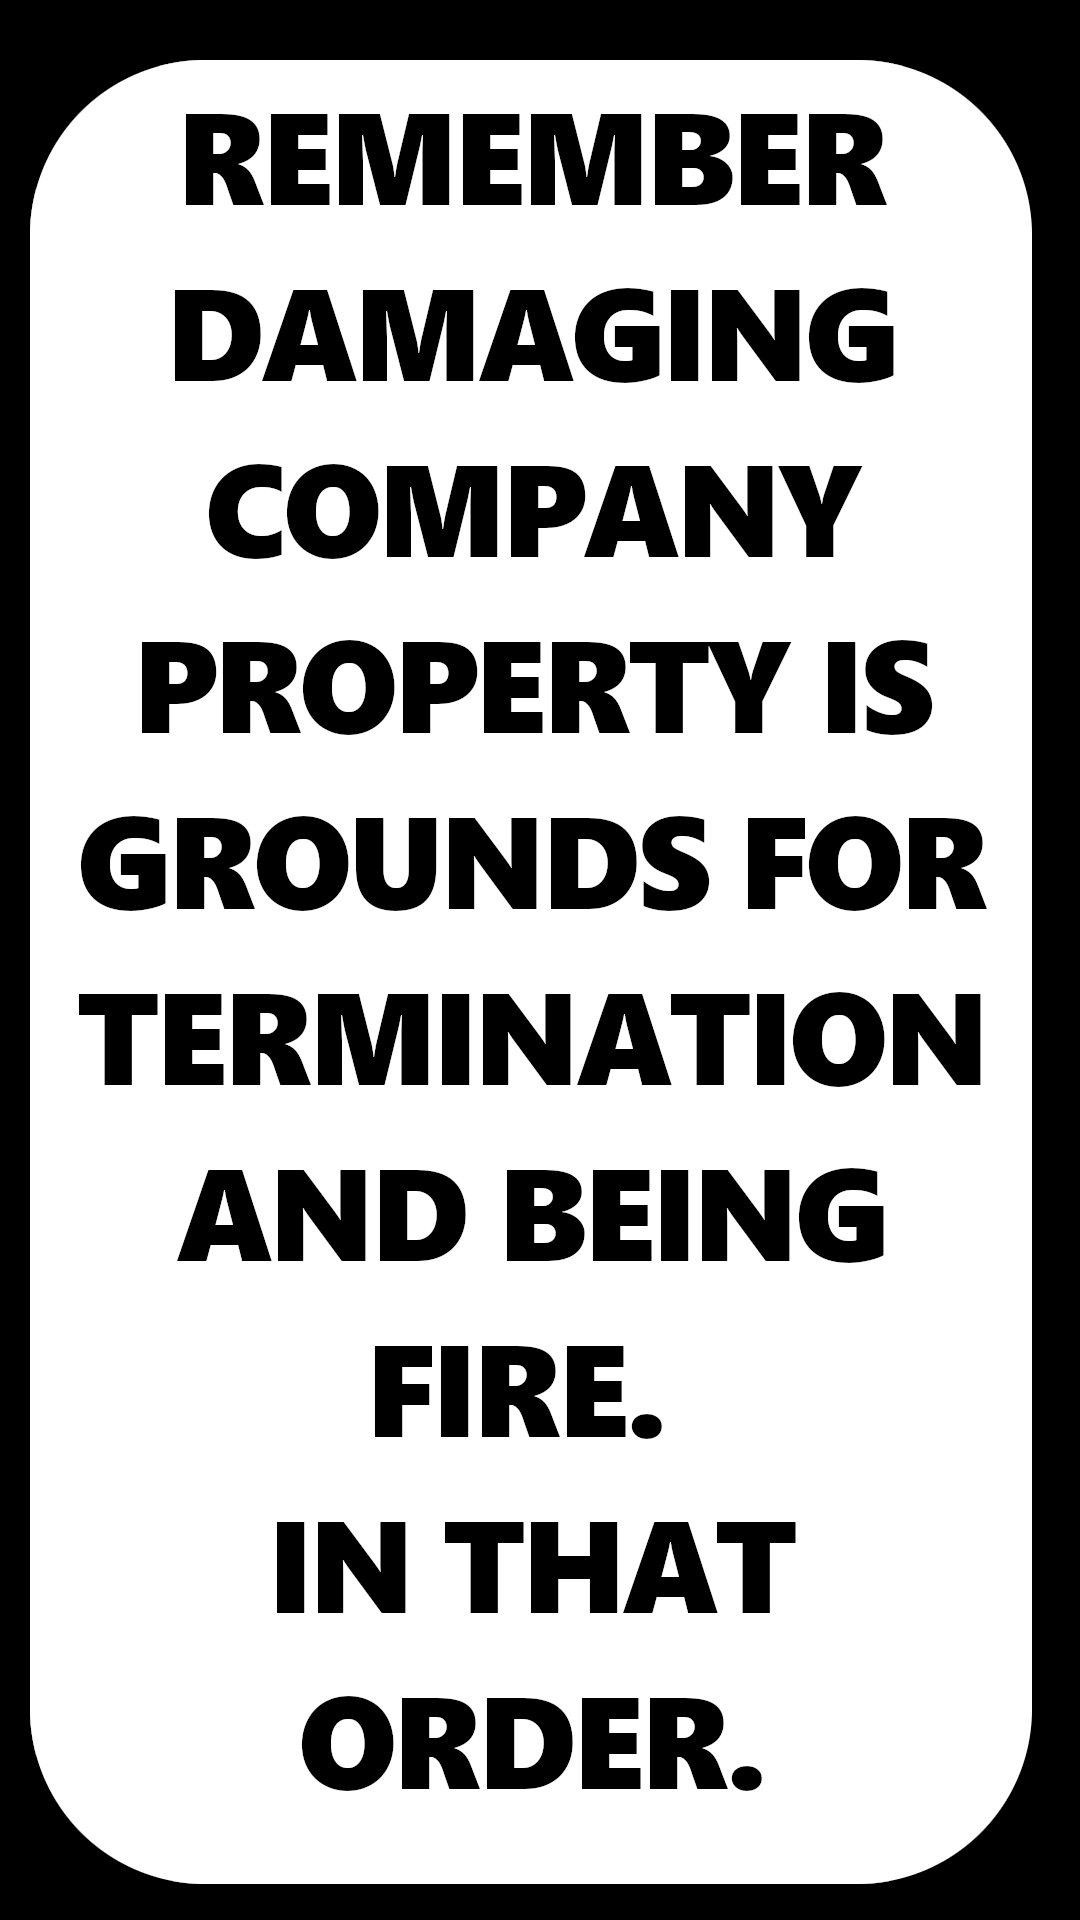 REMEMBER
DAMAGING
COMPANY
PROPERTY IS
GROUNDS FOR
TERMINATION
AND BEING
FIRE.
IN THAT
ORDER.